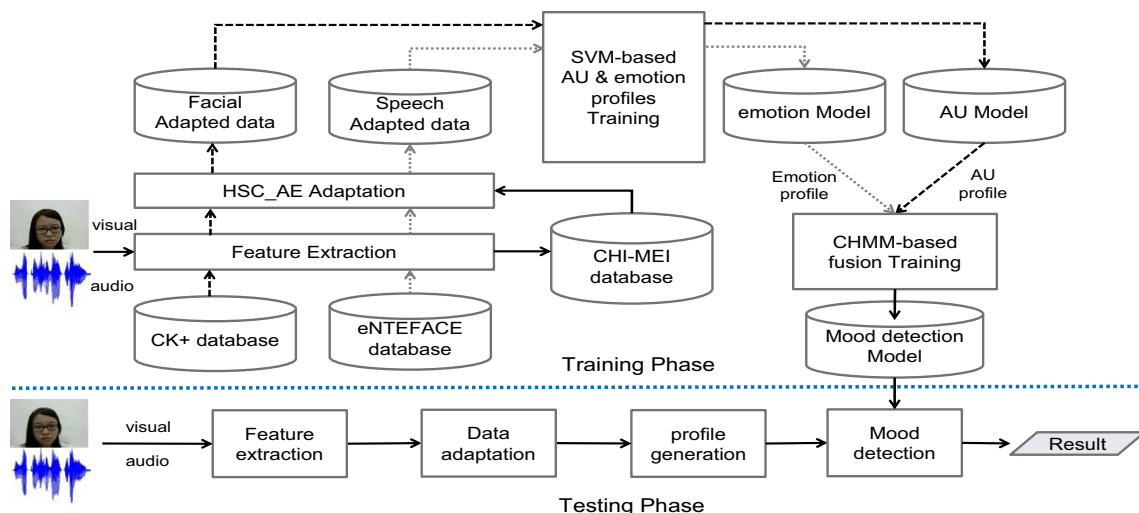 SVM-based
AU & emotion
profiles
Training
Facial
Adapted data
Speech
Adapted data
emotion Model
AU Model
Emotion
profile
AU
profile
HSC_AE Adaptation
visual
Feature Extraction
audio
CHI-MEI
database
CHMM-based
fusion Training
CK+ database
eNTEFACE
database
Mood detection
Model
Training Phase
visual
audio
Feature
extraction
Data
adaptation
profile
generation
Mood
detection
Result
Testing Phase